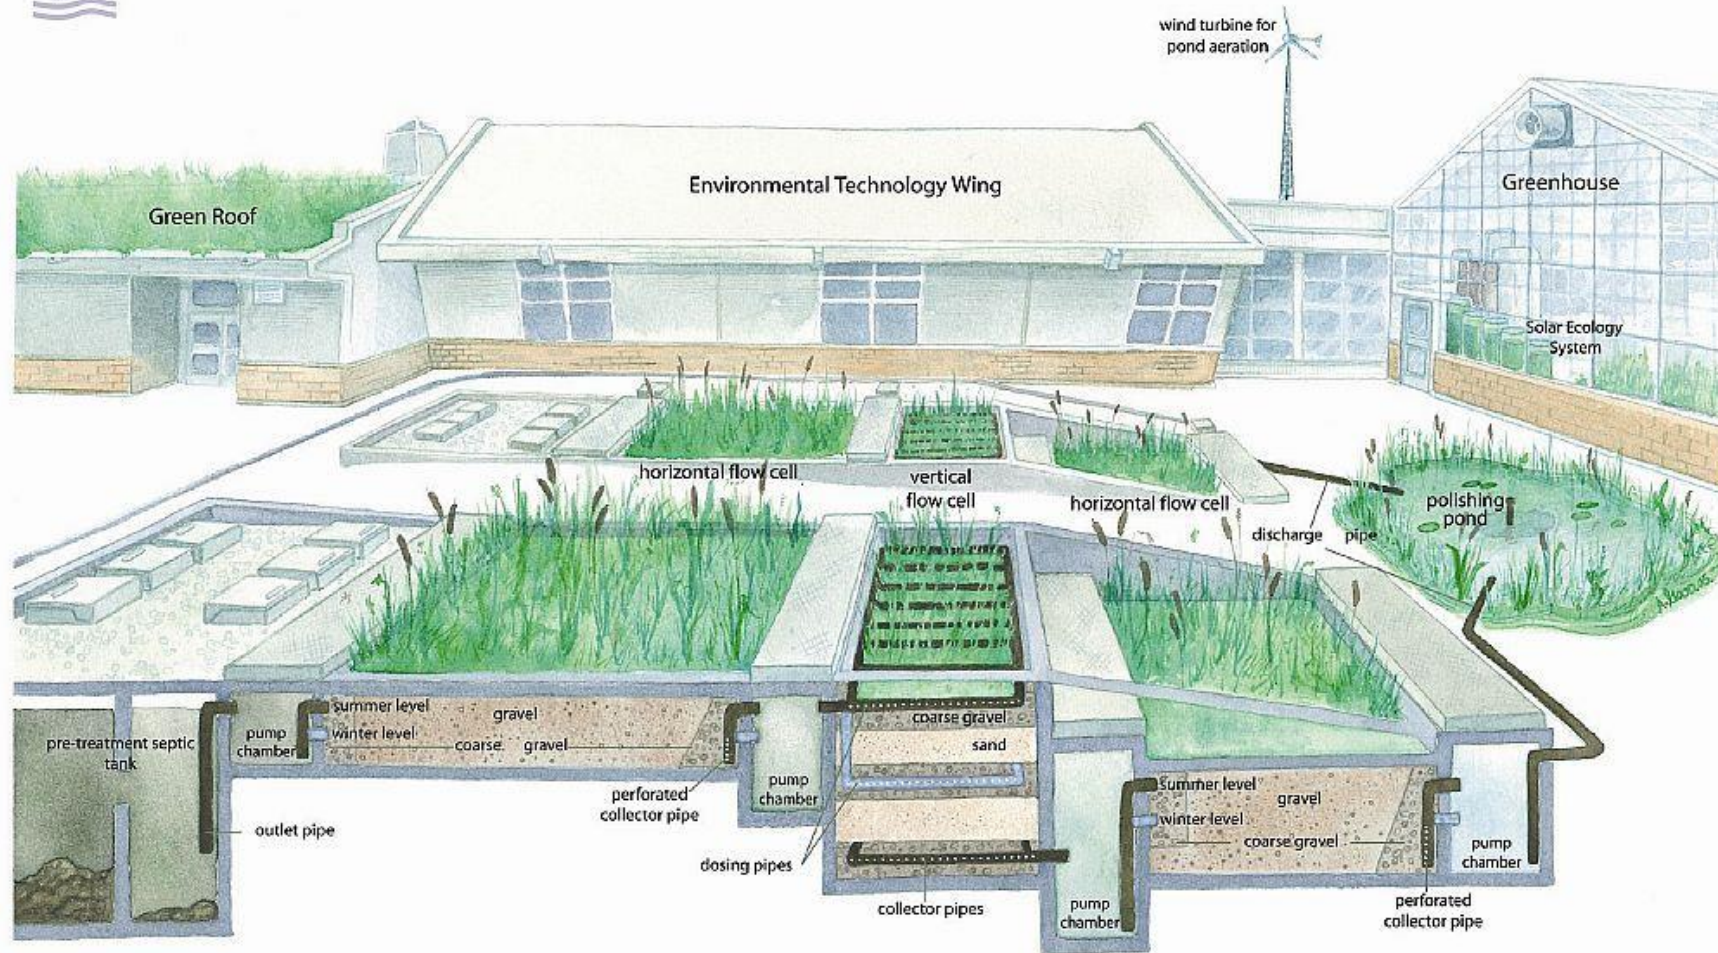 wind turbine for
pond aeration
Environmental Technology Wing
Greenhouse
Green Roof
Solar Ecology
System
horizontal flow cell
vertical
flow cell
horizontal flow cell
polishing
pond
discharge pipe
summer level
winter level
gravel
coarse gravel
pump
chamber
pre-treatment septic
tank
outlet pipe
perforated
collector pipe
pump
chamber
coarse gravel
sand
dosing pipes
collector pipes
pump
chamber
summer level
winter level
gravel
coarse gravel
pump
chamber
perforated
collector pipe